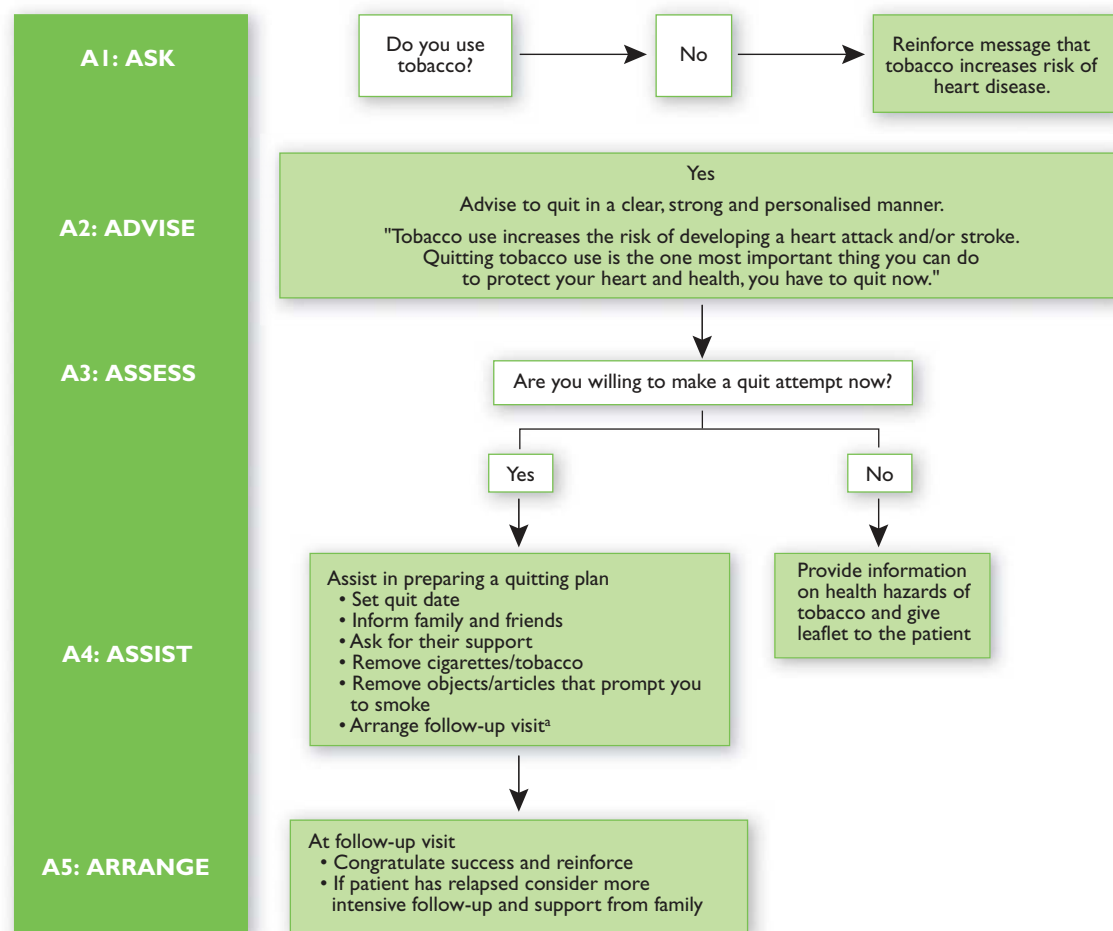 A1: ASK
Do you use
tobacco?
No
Reinforce message that
tobacco increases risk of
heart disease.
A2: ADVISE
Yes
Advise to quit in a clear, strong and personalised manner.
"Tobacco use increases the risk of developing a heart attack and/or stroke.
Quitting tobacco use is the one most important thing you can do
to protect your heart and health, you have to quit now."
A3: ASSESS
Are you willing to make a quit attempt now?
Yes
No
A4: ASSIST
Assist in preparing a quitting plan
• Set quit date
• Inform family and friends
• Ask for their support
• Remove cigarettes/tobacco
• Remove objects/articles that prompt you
to smoke
• Arrange follow-up visitᵃ
Provide information
on health hazards of
tobacco and give
leaflet to the patient
A5: ARRANGE
At follow-up visit
• Congratulate success and reinforce
• If patient has relapsed consider more
intensive follow-up and support from family